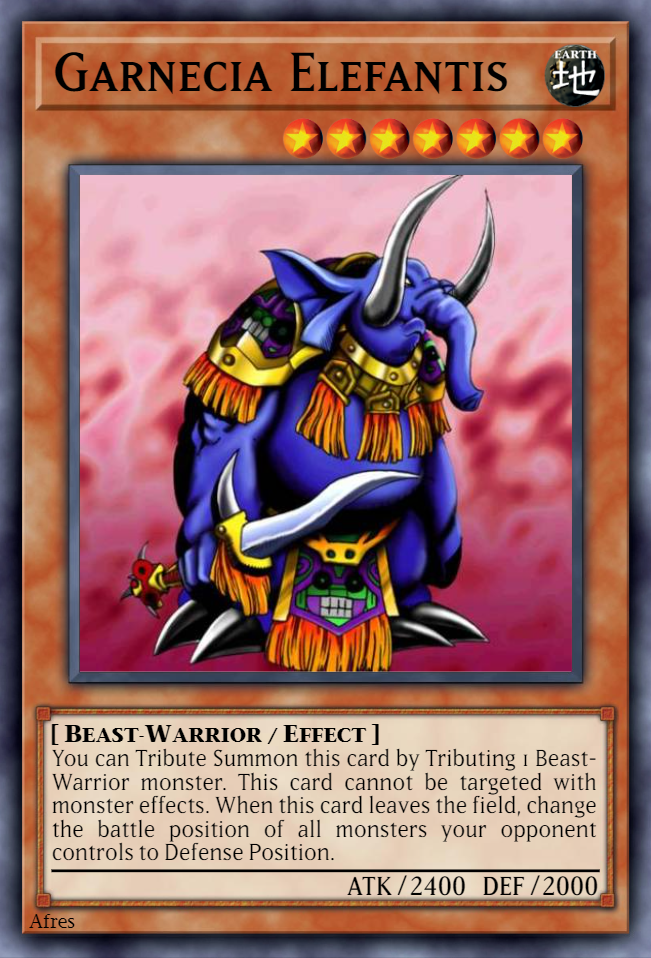 Garnecia Elefantis
EARTH
地
[ Beast-Warrior / Effect ]
You can Tribute Summon this card by Tributing 1 Beast-
Warrior monster. This card cannot be targeted with
monster effects. When this card leaves the field, change
the battle position of all monsters your opponent
controls to Defense Position.
ATK / 2400 DEF / 2000
Afres